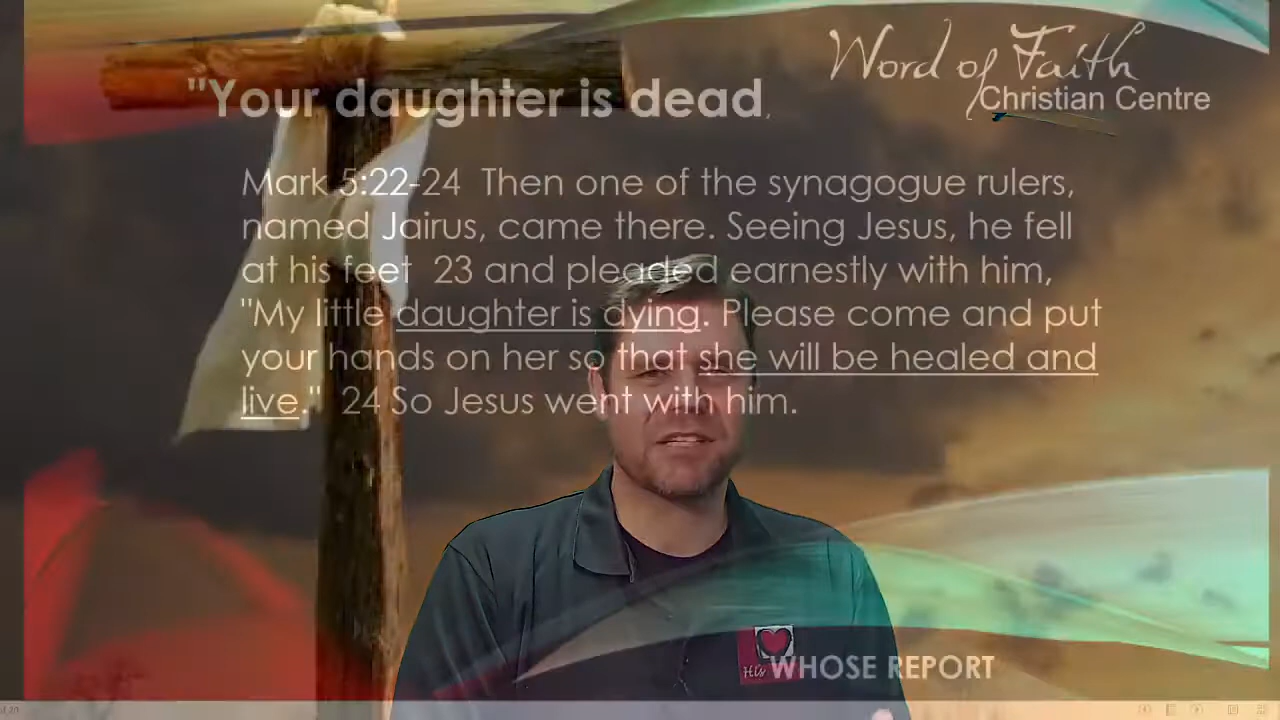 Word of Faith
Christian Centre
"Your daughter is dead,
Mark 5:22-24 Then one of the synagogue rulers,
named Jairus, came there. Seeing Jesus, he fell
at his feet 23 and pleaded earnestly with him,
"My little daughter is dying. Please come and put
your hands on her so that she will be healed and
live." 24 So Jesus went with him.
His
WHOSE REPORT